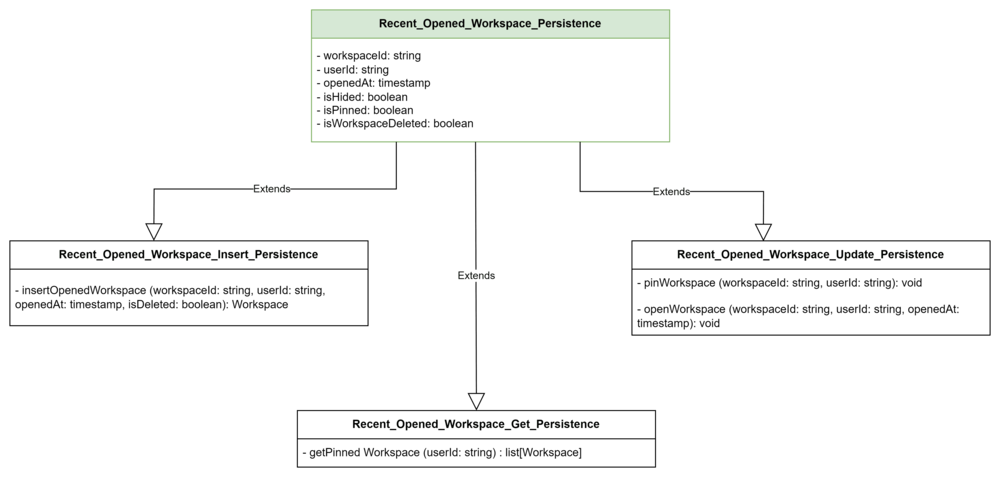 Recent_Opened_Workspace_Persistence
- workspaceId: string
- userId: string
- openedAt: timestamp
- isHided: boolean
- isPinned: boolean
- isWorkspaceDeleted: boolean
Extends
Extends
Extends
Recent_Opened_Workspace_Insert_Persistence
- insertOpenedWorkspace (workspaceId: string, userId: string,
openedAt: timestamp, isDeleted: boolean): Workspace
Recent_Opened_Workspace_Update_Persistence
- pinWorkspace (workspaceId: string, userId: string): void
- openWorkspace (workspaceId: string, userId: string, openedAt:
timestamp): void
Recent_Opened_Workspace_Get_Persistence
- getPinned Workspace (userId: string) : list[Workspace]